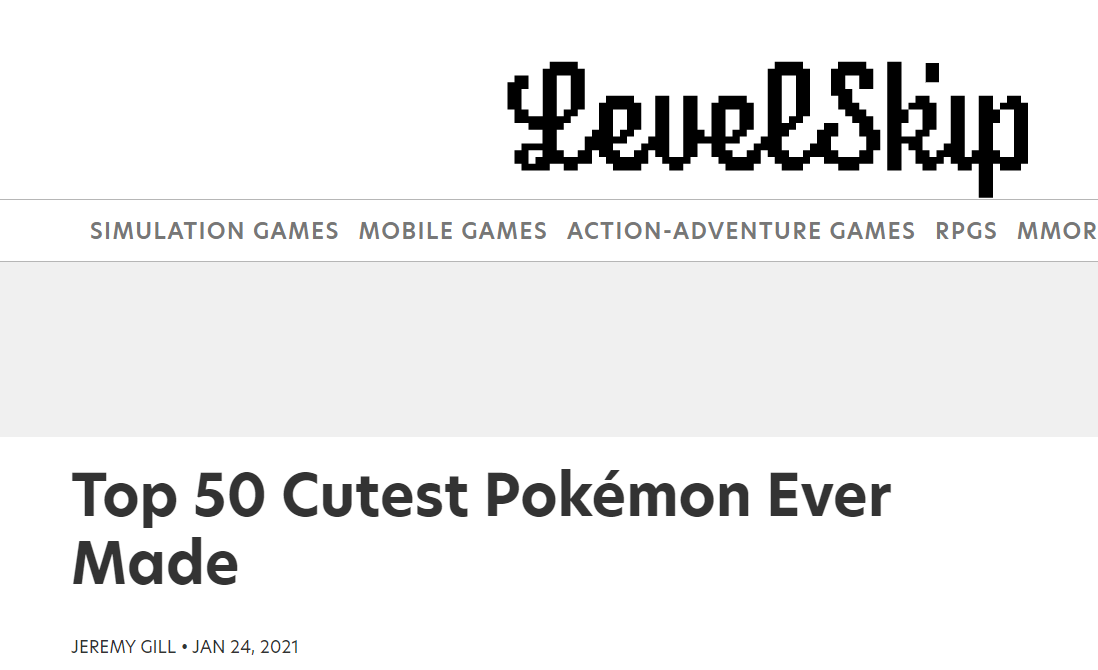 LevelSkip
SIMULATION GAMES MOBILE GAMES ACTION-ADVENTURE GAMES RPGS MMOR
Top 50 Cutest Pokémon Ever
Made
JEREMY GILL • JAN 24, 2021